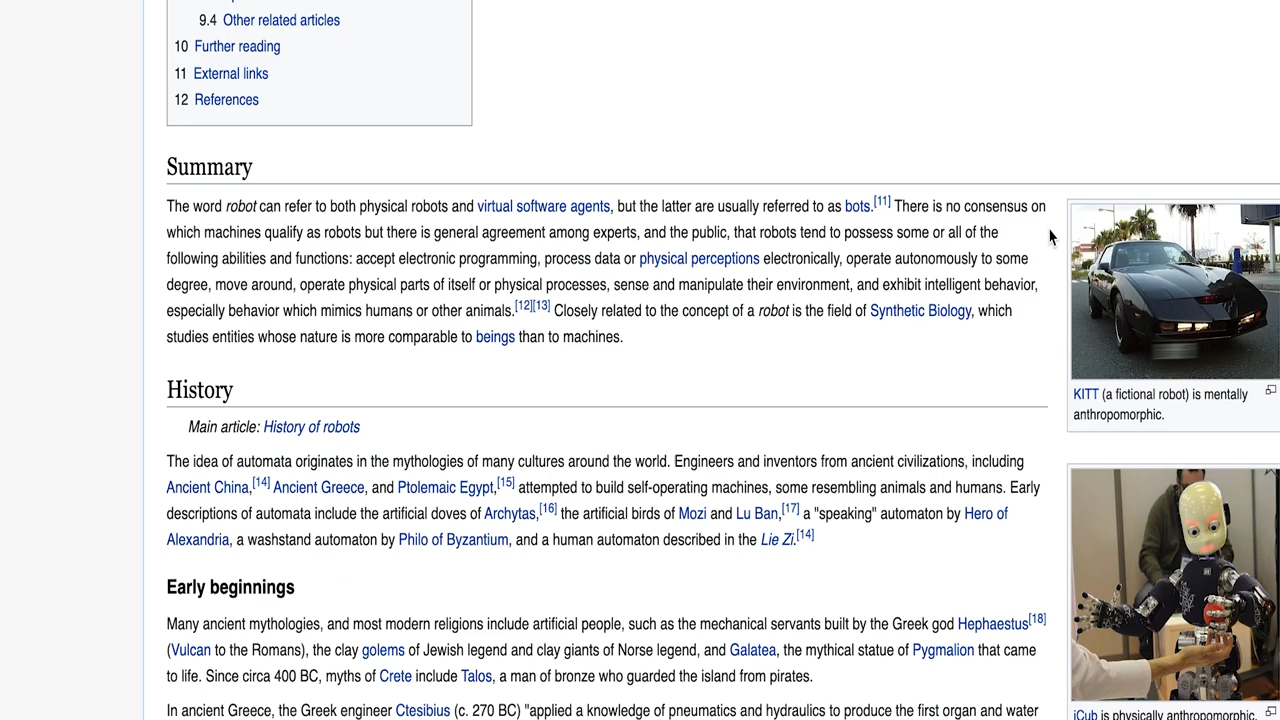 9.4 Other related articles
10 Further reading
11 External links
12 References
Summary
The word robot can refer to both physical robots and virtual software agents, but the latter are usually referred to as bots.[11] There is no consensus on
which machines qualify as robots but there is general agreement among experts, and the public, that robots tend to possess some or all of the
following abilities and functions: accept electronic programming, process data or physical perceptions electronically, operate autonomously to some
degree, move around, operate physical parts of itself or physical processes, sense and manipulate their environment, and exhibit intelligent behavior,
especially behavior which mimics humans or other animals.[12][13] Closely related to the concept of a robot is the field of Synthetic Biology, which
studies entities whose nature is more comparable to beings than to machines.
KITT (a fictional robot) is mentally
anthropomorphic.
History
Main article: History of robots
The idea of automata originates in the mythologies of many cultures around the world. Engineers and inventors from ancient civilizations, including
Ancient China,[14] Ancient Greece, and Ptolemaic Egypt,[15] attempted to build self-operating machines, some resembling animals and humans. Early
descriptions of automata include the artificial doves of Archytas,[16] the artificial birds of Mozi and Lu Ban,[17] a "speaking" automaton by Hero of
Alexandria, a washstand automaton by Philo of Byzantium, and a human automaton described in the Lie Zi.[14]
Early beginnings
Many ancient mythologies, and most modern religions include artificial people, such as the mechanical servants built by the Greek god Hephaestus[18]
(Vulcan to the Romans), the clay golems of Jewish legend and clay giants of Norse legend, and Galatea, the mythical statue of Pygmalion that came
to life. Since circa 400 BC, myths of Crete include Talos, a man of bronze who guarded the island from pirates.
In ancient Greece, the Greek engineer Ctesibius (c. 270 BC) "applied a knowledge of pneumatics and hydraulics to produce the first organ and water
iCub is physically anthropomorphic.